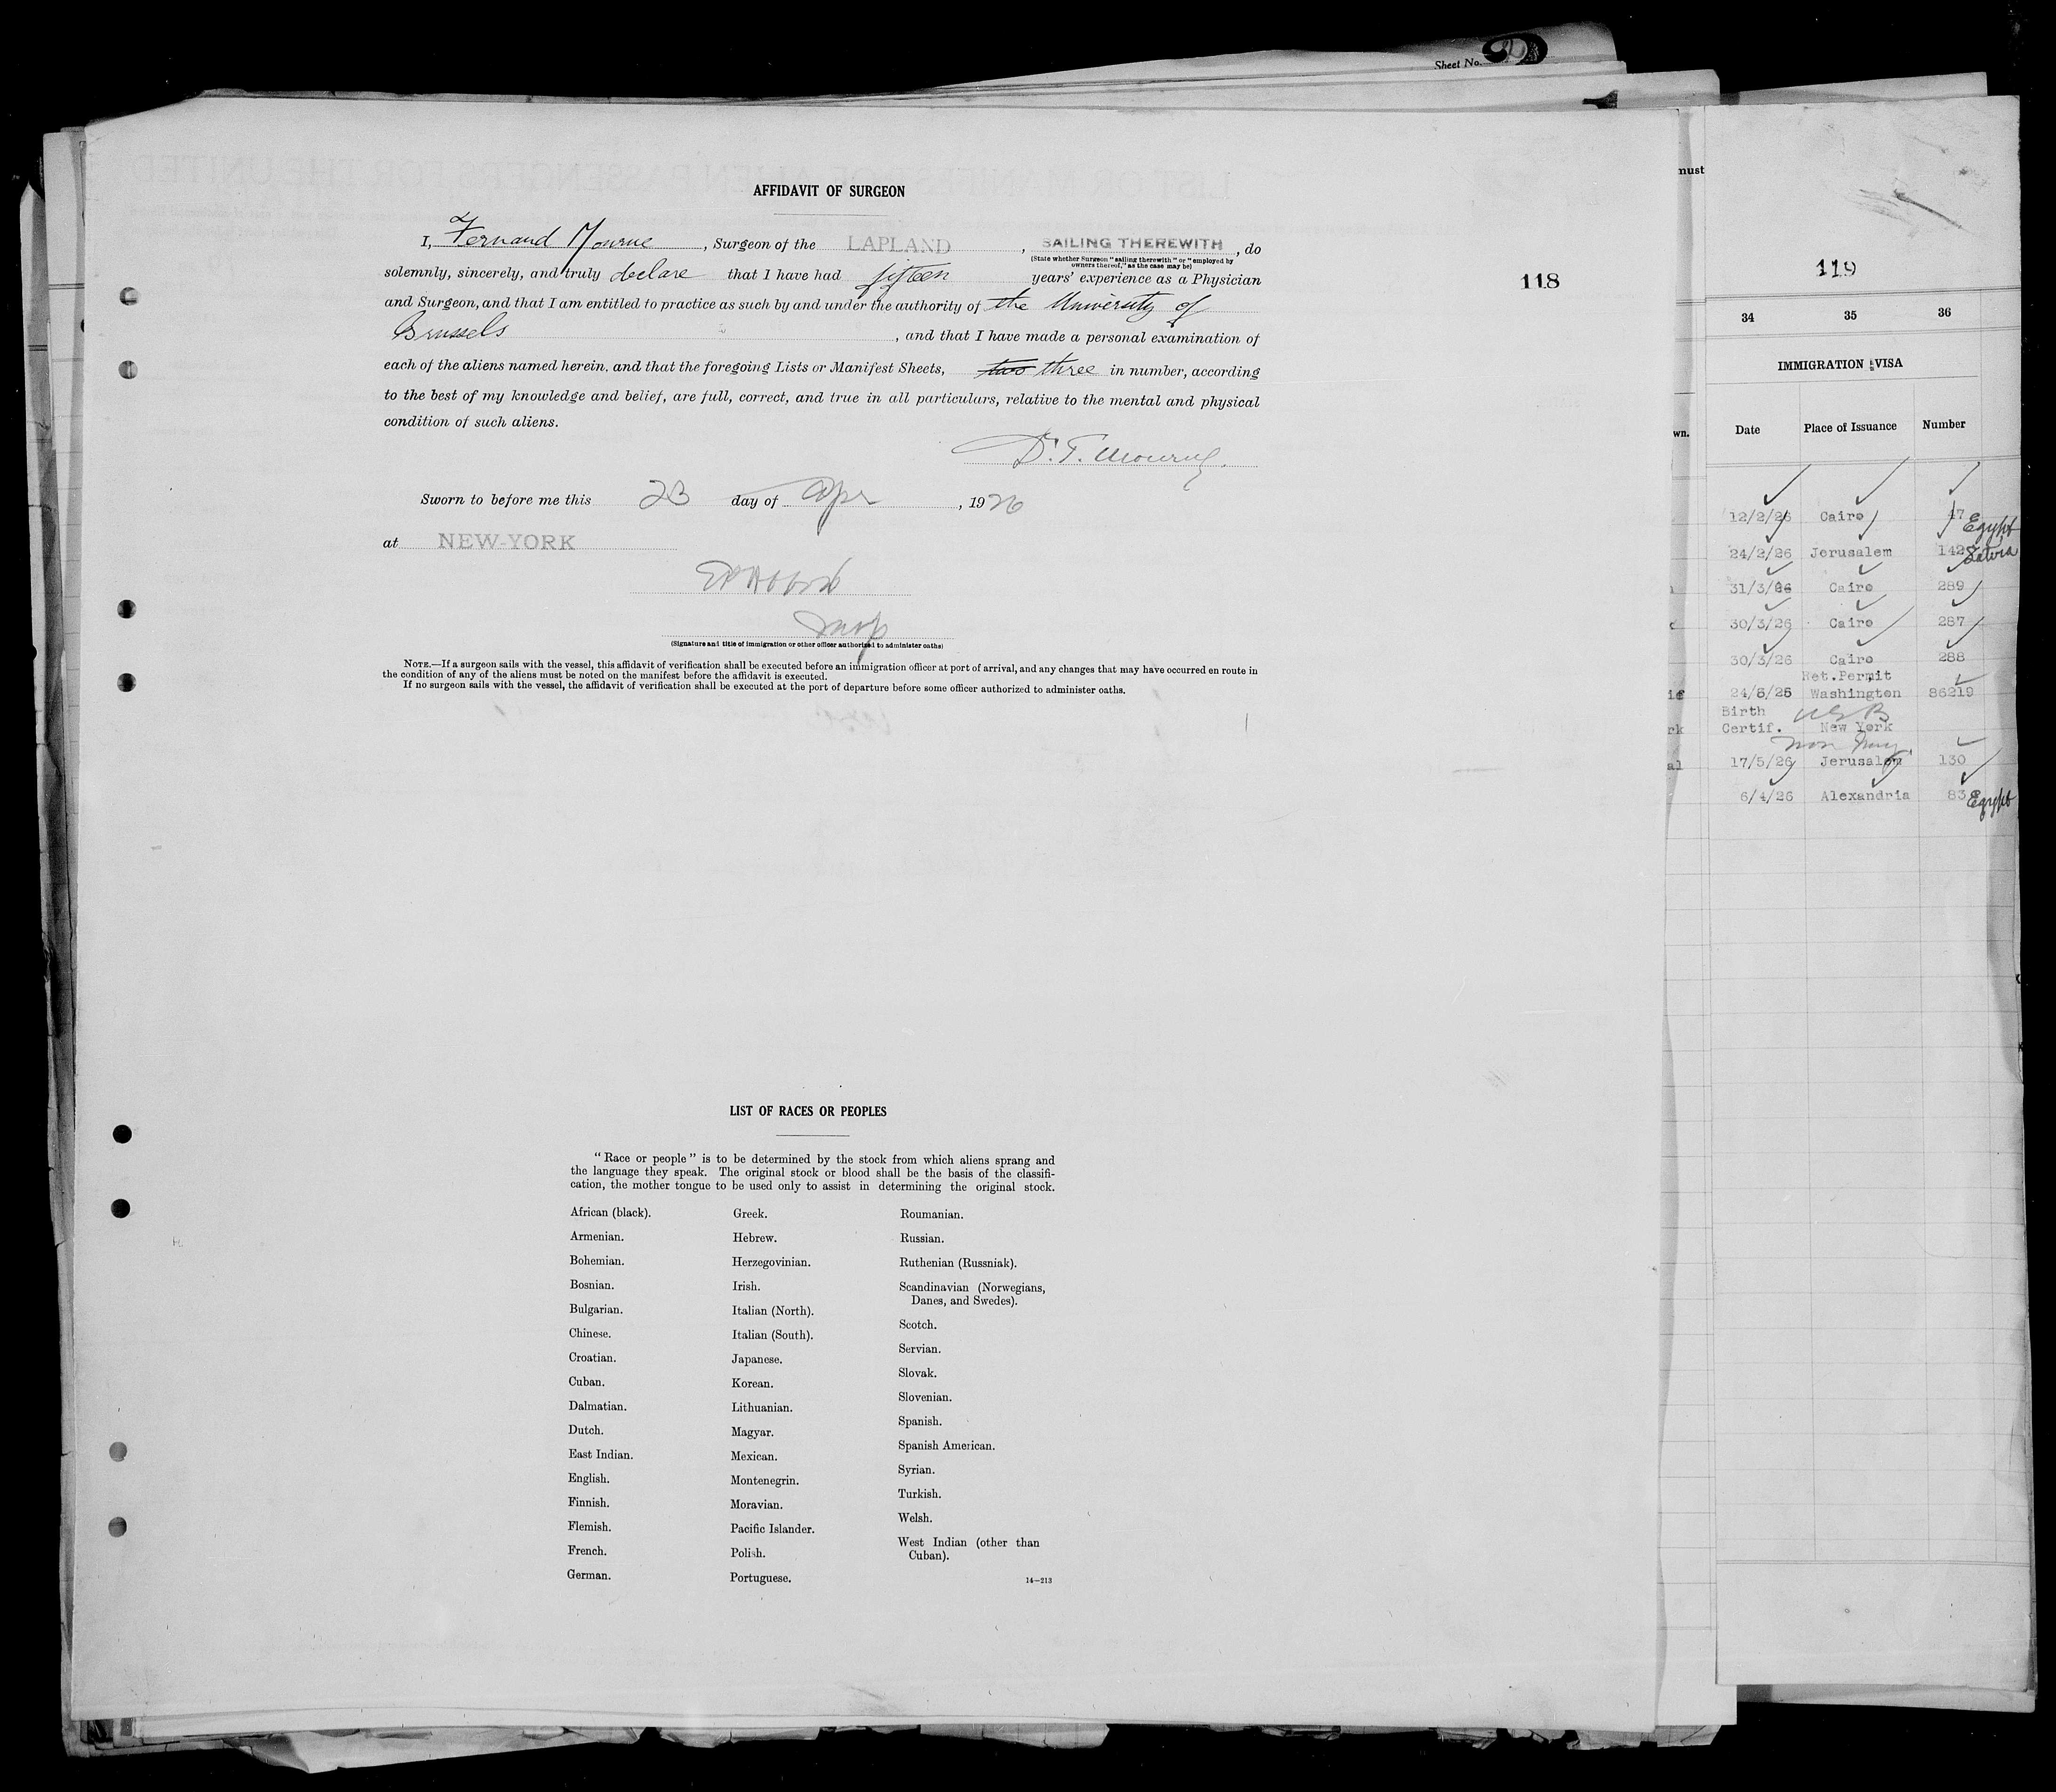 Sheet No.
AFFIDAVIT OF SURGEON
I, Fernand Mourue, Surgeon of the LAPLAND, SAILING THEREWITH, do
(State whether Surgeon "sailing therewith" or "employed by
owners thereof," as the case may be)
solemnly, sincerely, and truly declare that I have had fifteen years' experience as a Physician
and Surgeon, and that I am entitled to practice as such by and under the authority of the University of
Brussels, and that I have made a personal examination of
each of the aliens named herein, and that the foregoing Lists or Manifest Sheets, two three in number, according
to the best of my knowledge and belief, are full, correct, and true in all particulars, relative to the mental and physical
condition of such aliens.
Dr. F.
Sworn to before me this 23 day of Apr, 1926
at NEW-YORK
(Signature and title of immigration or other officer authorized to administer oaths)
NOTE.—If a surgeon sails with the vessel, this affidavit of verification shall be executed before an immigration officer at port of arrival, and any changes that may have occurred en route in
the condition of any of the aliens must be noted on the manifest before the affidavit is executed.
If no surgeon sails with the vessel, the affidavit of verification shall be executed at the port of departure before some officer authorized to administer oaths.
118
LIST OF RACES OR PEOPLES
"Race or people" is to be determined by the stock from which aliens sprang and
the language they speak. The original stock or blood shall be the basis of the classifi-
cation, the mother tongue to be used only to assist in determining the original stock.
African (black).
Armenian.
Bohemian.
Bosnian.
Bulgarian.
Chinese.
Croatian.
Cuban.
Dalmatian.
Dutch.
East Indian.
English.
Finnish.
Flemish.
French.
German.
Greek.
Hebrew.
Herzegovinian.
Irish.
Italian (North).
Italian (South).
Japanese.
Korean.
Lithuanian.
Magyar.
Mexican.
Montenegrin.
Moravian.
Pacific Islander.
Polish.
Portuguese.
Roumanian.
Russian.
Ruthenian (Russniak).
Scandinavian (Norwegians,
Danes, and Swedes).
Scotch.
Servian.
Slovak.
Slovenian.
Spanish.
Spanish American.
Syrian.
Turkish.
Welsh.
West Indian (other than
Cuban).
14—213
must
wn.
rk
al
119
34 35 36
IMMIGRATION VISA
Date Place of Issuance Number
12/2/26 Cairo 47 Egypt
24/2/26 Jerusalem 142 Latvia
31/3/26 Cairo 289
30/3/26 Cairo 287
30/3/26 Cairo 288
Ret.Permit
24/8/25 Washington 86219
Birth
Certif. New York
17/5/26 Jerusalem 130
6/4/26 Alexandria 83 Egypt